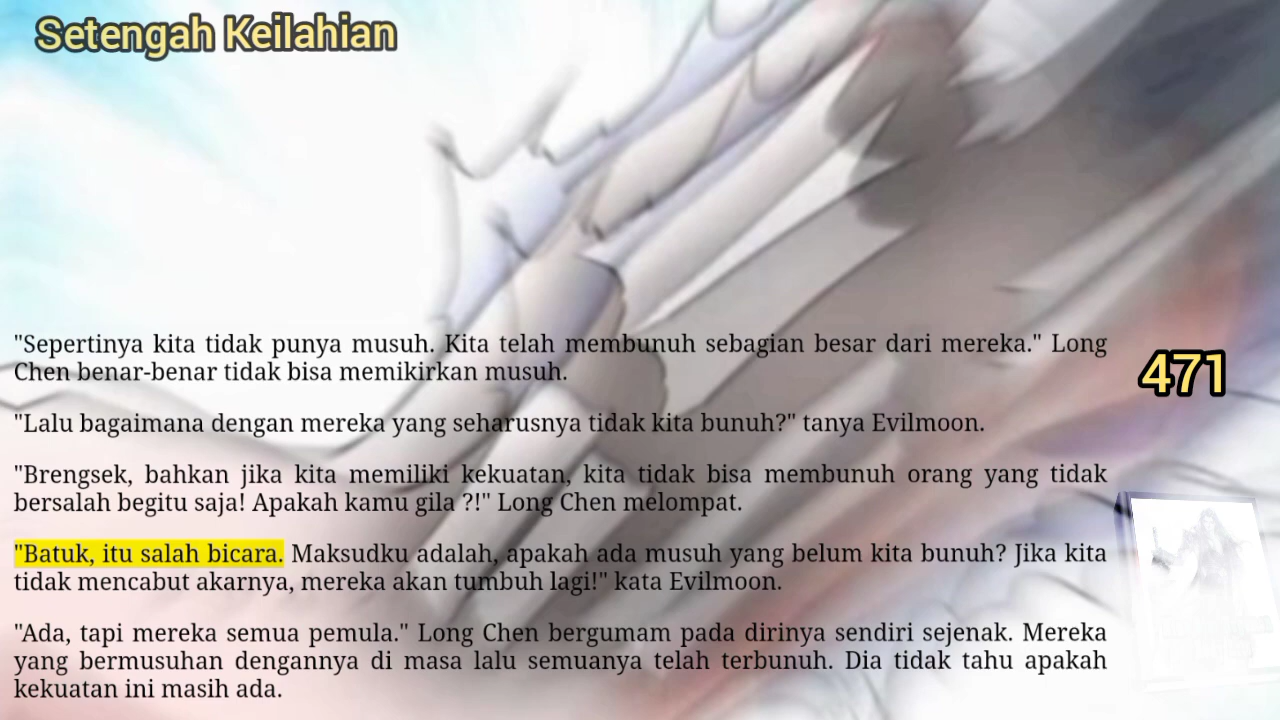 Setengah Keilahian
"Sepertinya kita tidak punya musuh. Kita telah membunuh sebagian besar dari mereka." Long
Chen benar-benar tidak bisa memikirkan musuh.
471
"Lalu bagaimana dengan mereka yang seharusnya tidak kita bunuh?" tanya Evilmoon.
"Brengsek, bahkan jika kita memiliki kekuatan, kita tidak bisa membunuh orang yang tidak
bersalah begitu saja! Apakah kamu gila ?!" Long Chen melompat.
"Batuk, itu salah bicara. Maksudku adalah, apakah ada musuh yang belum kita bunuh? Jika kita
tidak mencabut akarnya, mereka akan tumbuh lagi!" kata Evilmoon.
"Ada, tapi mereka semua pemula." Long Chen bergumam pada dirinya sendiri sejenak. Mereka
yang bermusuhan dengannya di masa lalu semuanya telah terbunuh. Dia tidak tahu apakah
kekuatan ini masih ada.